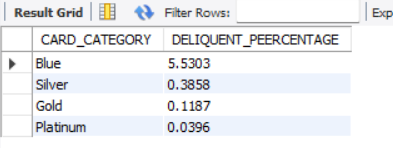 Result Grid Filter Rows: Exp
CARD_CATEGORY DELIQUENT_PEERCENTAGE
Blue 5.5303
Silver 0.3858
Gold 0.1187
Platinum 0.0396